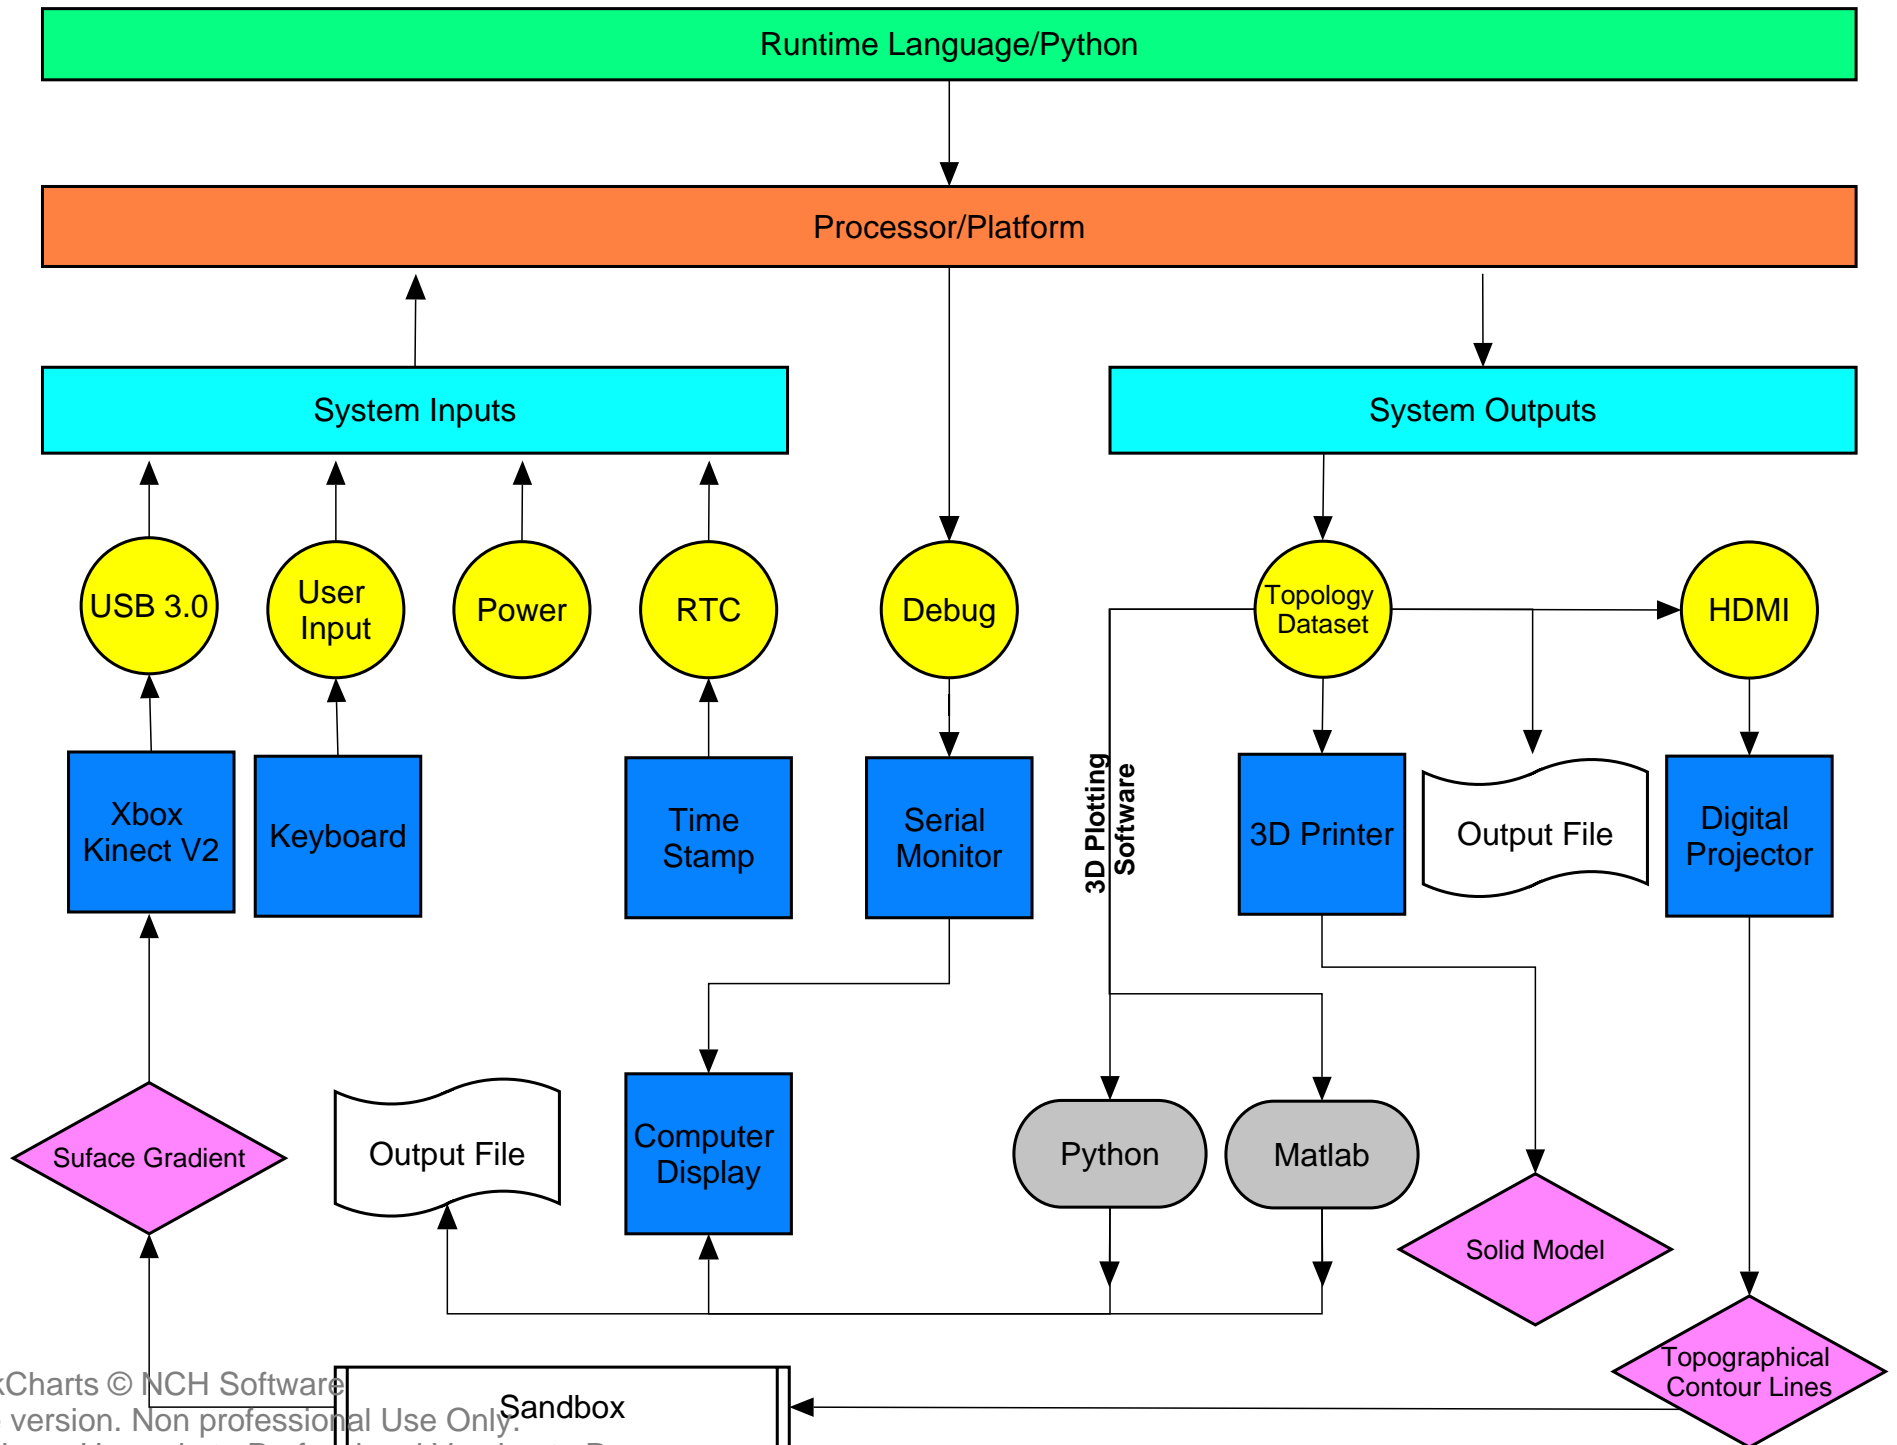 Runtime Language/Python
Processor/Platform
System Inputs
System Outputs
USB 3.0
User
Input
Power
RTC
Debug
Topology
Dataset
HDMI
3D Plotting
Software
Xbox
Kinect V2
Keyboard
Time
Stamp
Serial
Monitor
3D Printer
Output File
Digital
Projector
Suface Gradient
Output File
Computer
Display
Python
Matlab
Solid Model
Topographical
Contour Lines
Sandbox
Charts © NCH Software
version. Non professional Use Only.